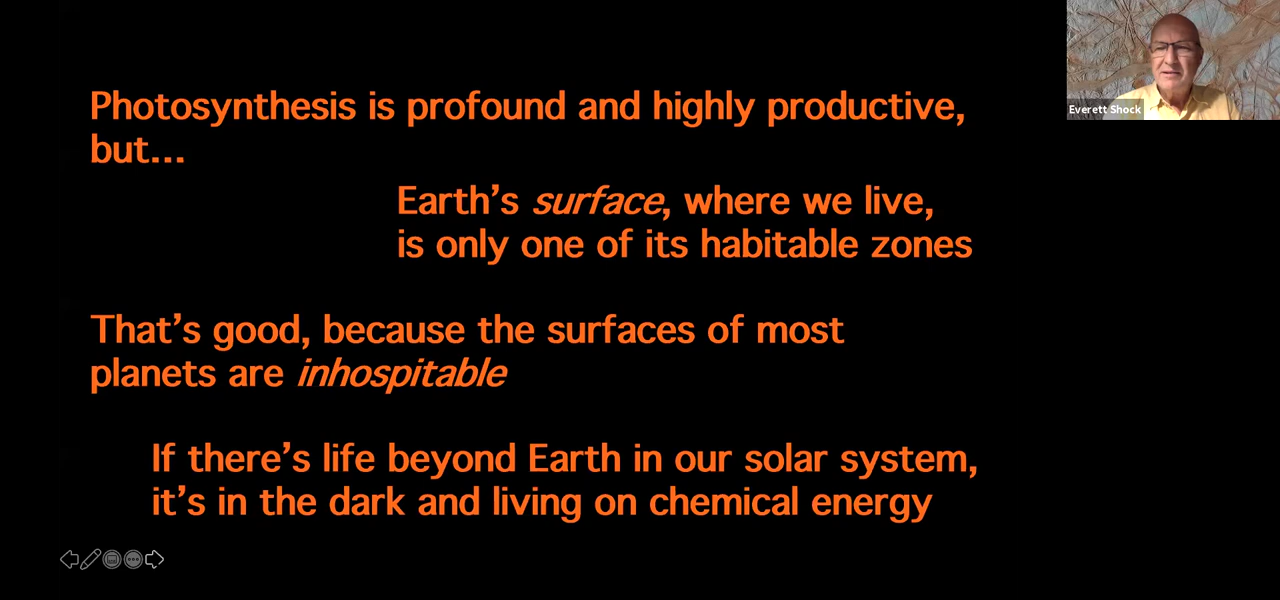 Photosynthesis is profound and highly productive,
but...
Earth's surface, where we live,
is only one of its habitable zones
That's good, because the surfaces of most
planets are inhospitable
If there's life beyond Earth in our solar system,
it's in the dark and living on chemical energy
Everett Shock